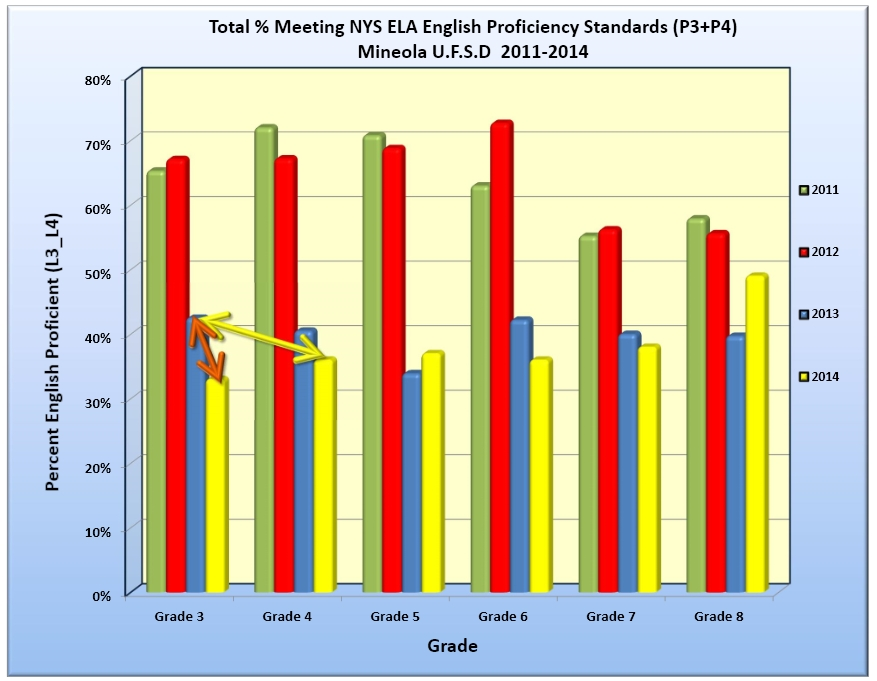 Total % Meeting NYS ELA English Proficiency Standards (P3+P4)
Mineola U.F.S.D 2011-2014
Percent English Proficient (L3_L4)
80%
70%
60%
50%
40%
30%
20%
10%
0%
Grade 3
Grade 4
Grade 5
Grade 6
Grade 7
Grade 8
Grade
2011
2012
2013
2014